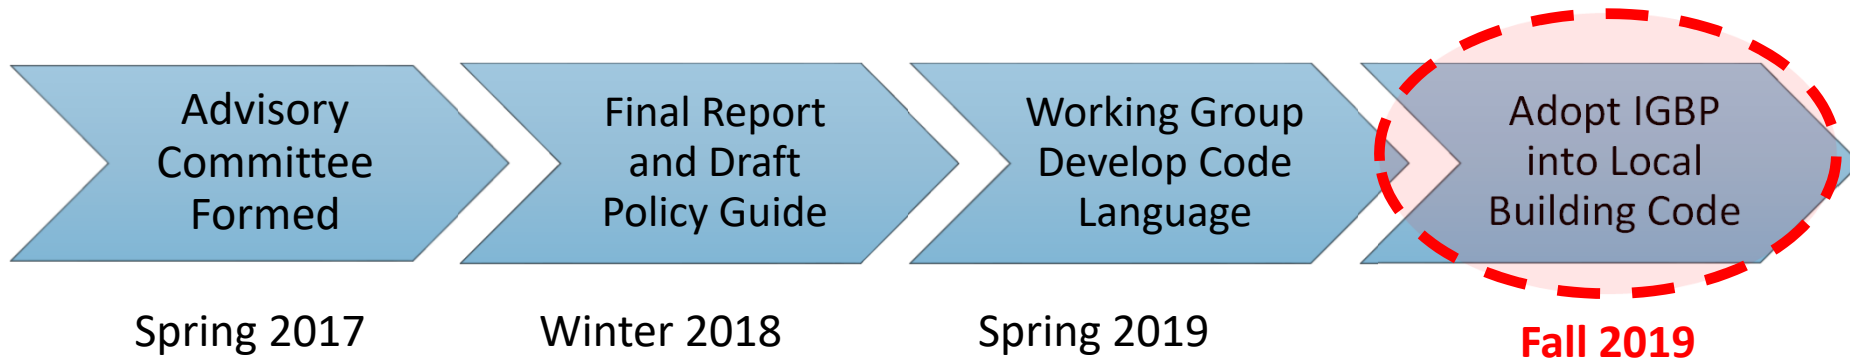 Advisory
Committee
Formed
Final Report
and Draft
Policy Guide
Working Group
Develop Code
Language
Adopt IGBP
into Local
Building Code
Spring 2017
Winter 2018
Spring 2019
Fall 2019